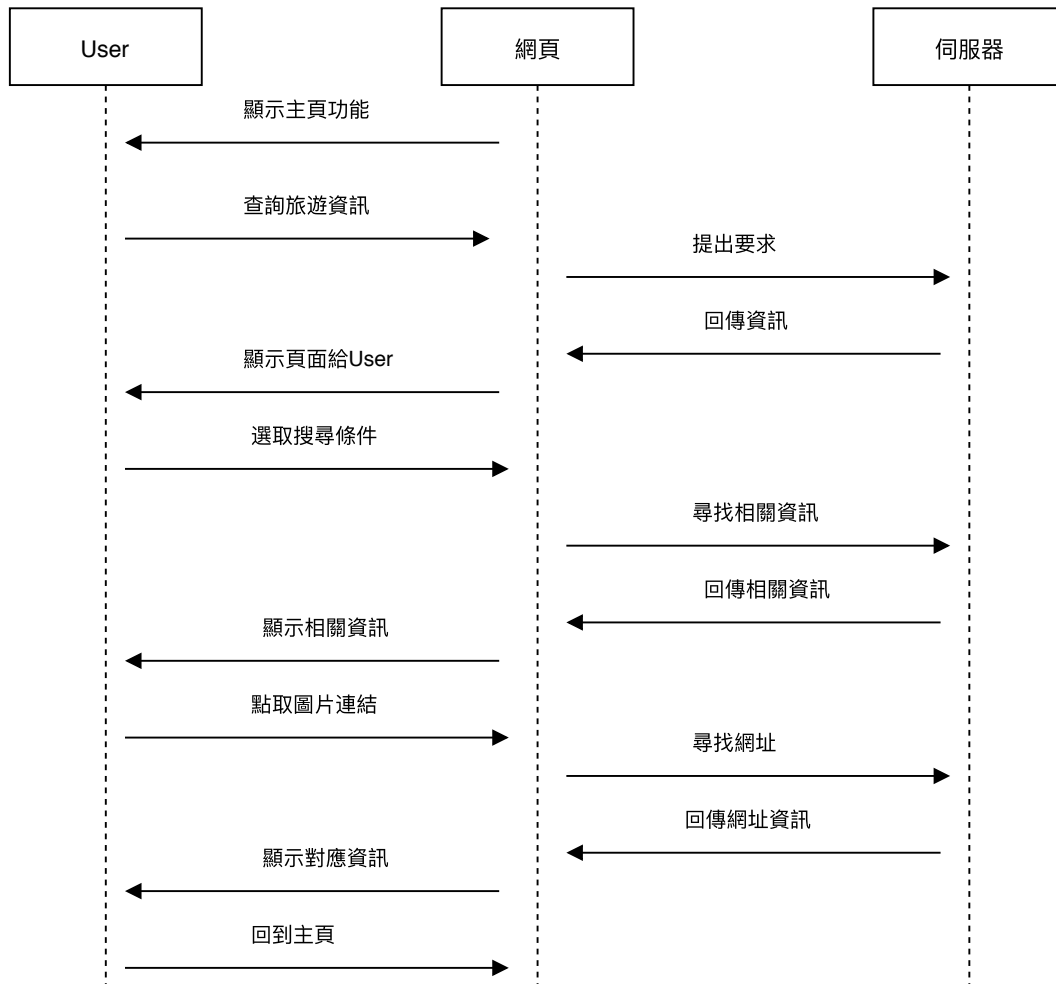 User
網頁
伺服器
顯示主頁功能
查詢旅遊資訊
提出要求
回傳資訊
顯示頁面給User
選取搜尋條件
尋找相關資訊
回傳相關資訊
顯示相關資訊
點取圖片連結
尋找網址
回傳網址資訊
顯示對應資訊
回到主頁